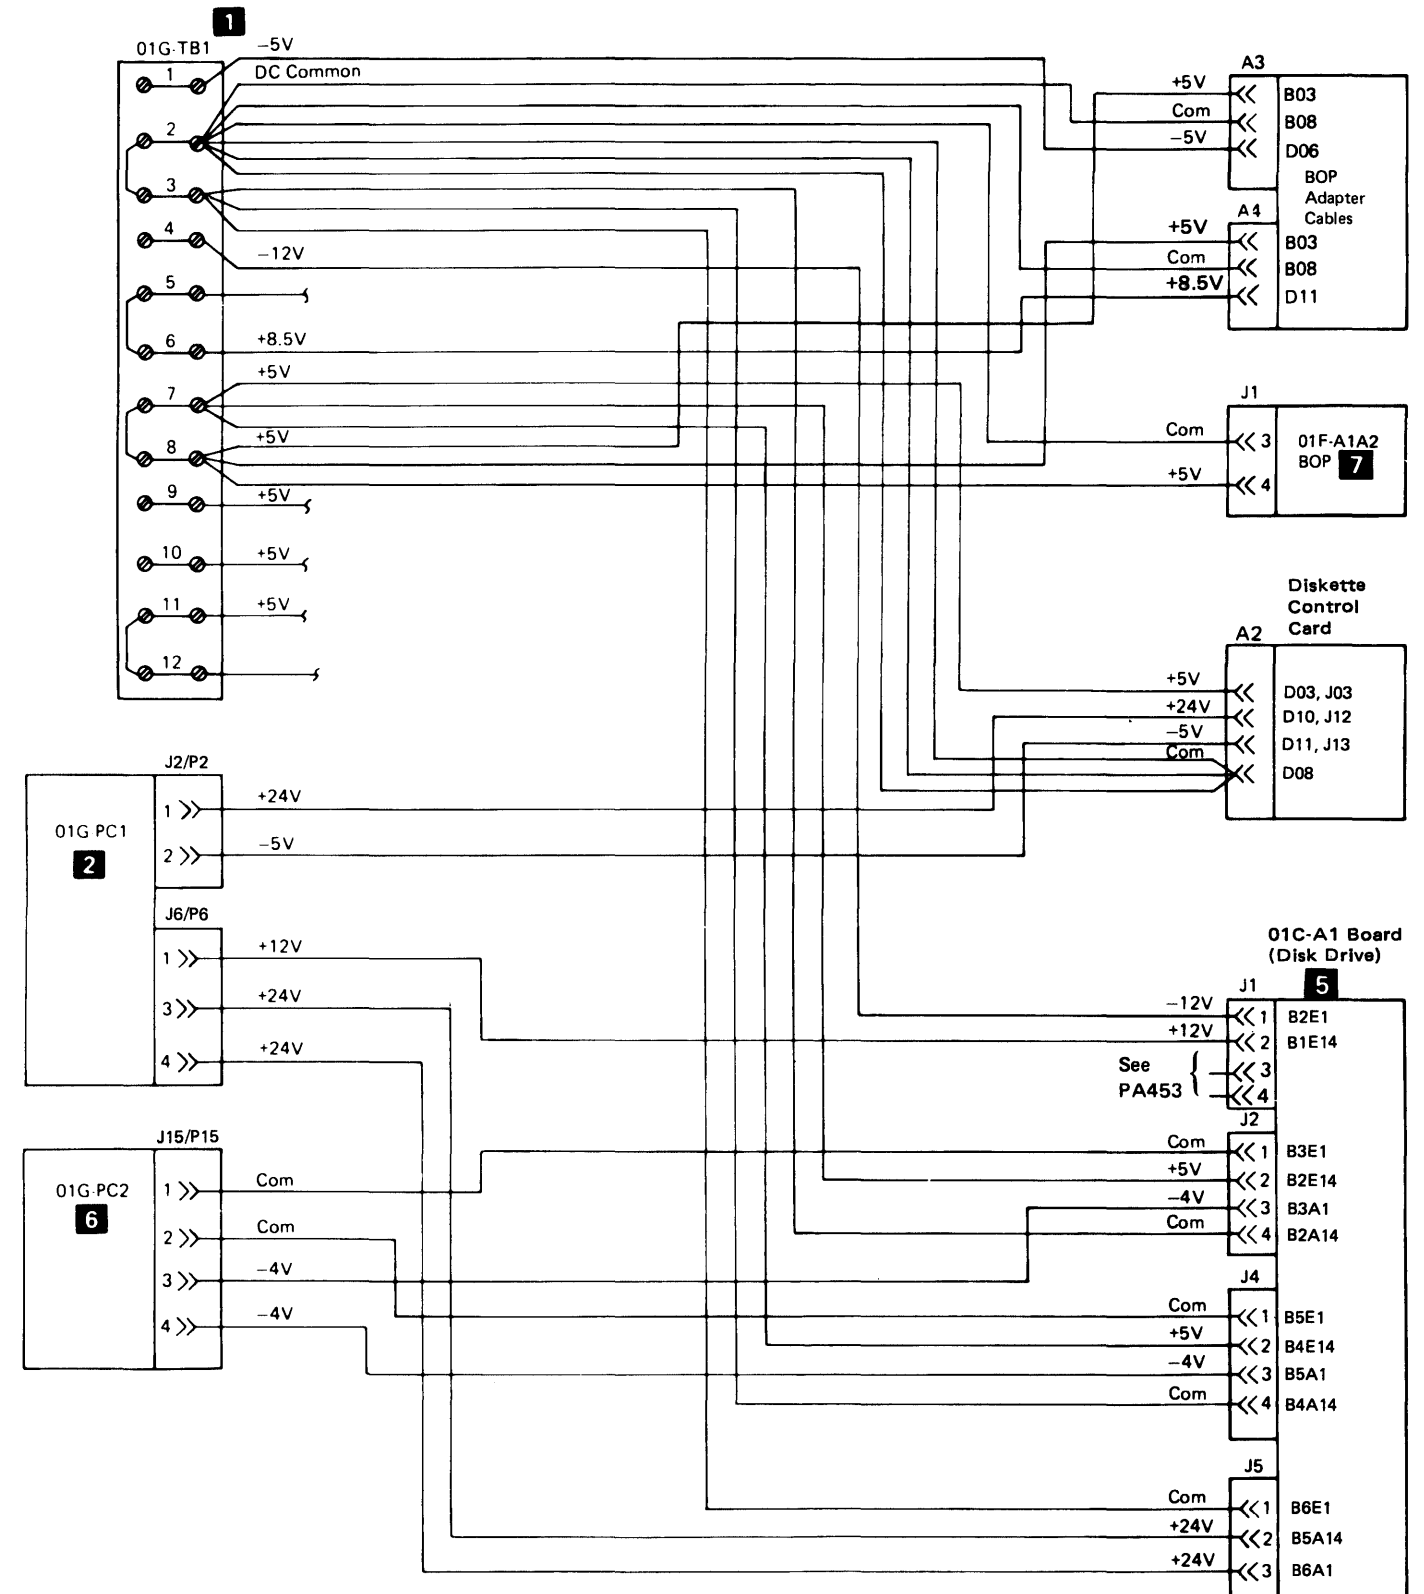 1
01G-TB1
1
2
3
4
5
6
7
8
9
10
11
12
−5V
DC Common
−12V
+8.5V
+5V
+5V
+5V
+5V
+5V
A3
+5V
B03
Com
B08
−5V
D06
BOP
Adapter
Cables
A4
+5V
B03
Com
B08
+8.5V
D11
J1
Com
3
+5V
4
01F-A1A2
BOP 7
Diskette
Control
Card
A2
+5V
D03, J03
+24V
D10, J12
−5V
D11, J13
Com
D08
01G PC1
2
J2/P2
1
+24V
2
−5V
J6/P6
1
+12V
3
+24V
4
+24V
01G-PC2
6
J15/P15
1
Com
2
Com
3
−4V
4
−4V
01C-A1 Board
(Disk Drive)
5
J1
−12V
1
B2E1
+12V
2
B1E14
See
PA453
3
4
J2
Com
1
B3E1
+5V
2
B2E14
−4V
3
B3A1
Com
4
B2A14
J4
Com
1
B5E1
+5V
2
B4E14
−4V
3
B5A1
Com
4
B4A14
J5
Com
1
B6E1
+24V
2
B5A14
+24V
3
B6A1